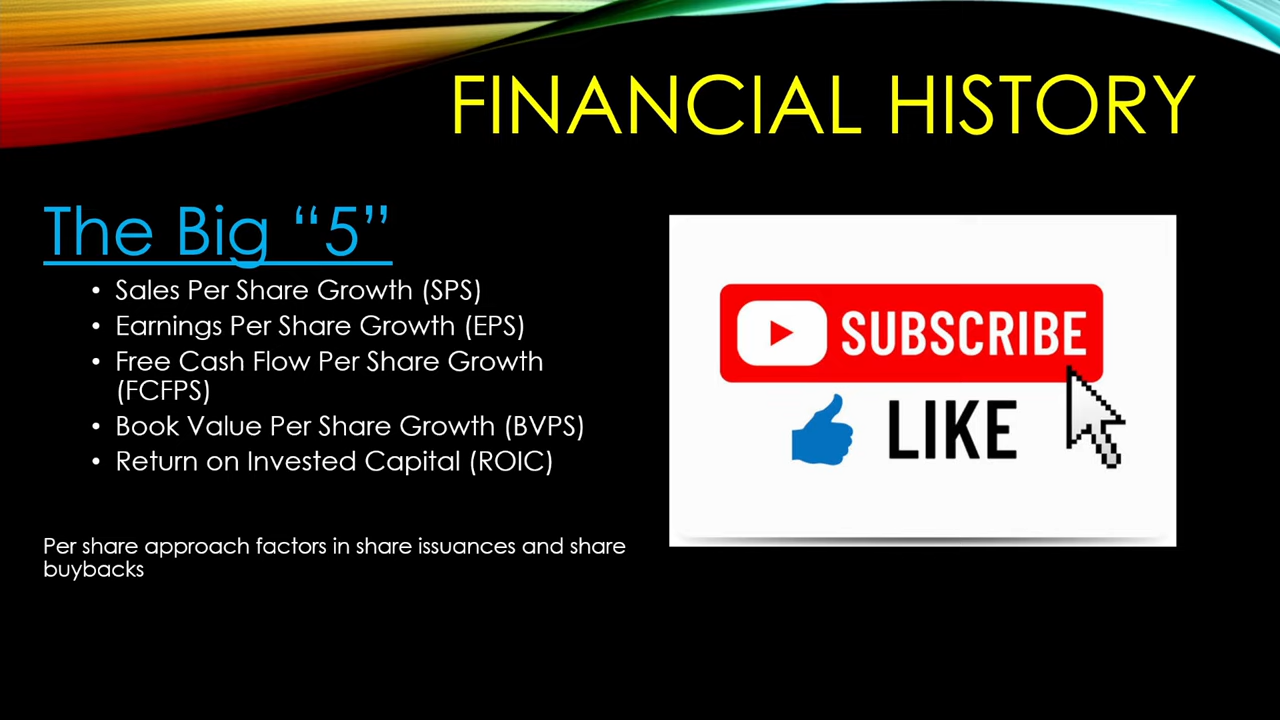 FINANCIAL HISTORY
The Big “5”
• Sales Per Share Growth (SPS)
• Earnings Per Share Growth (EPS)
• Free Cash Flow Per Share Growth
(FCFPS)
• Book Value Per Share Growth (BVPS)
• Return on Invested Capital (ROIC)
Per share approach factors in share issuances and share
buybacks
SUBSCRIBE
LIKE